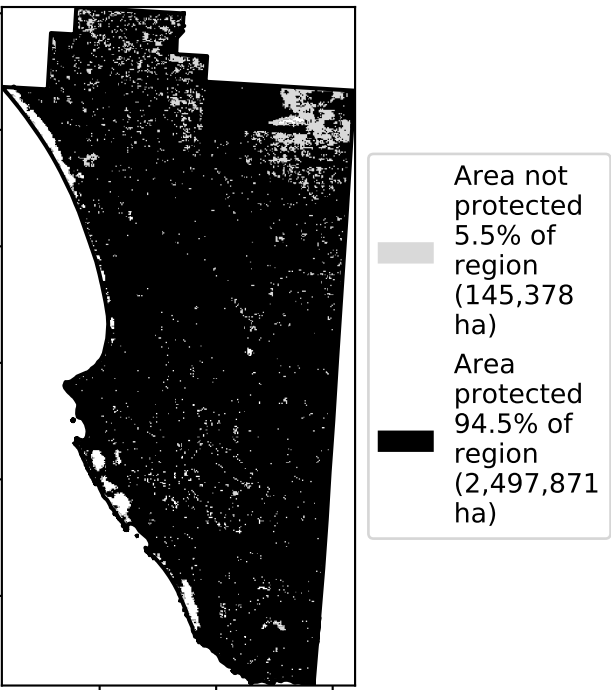 Area not
protected
5.5% of
region
(145,378
ha)
Area
protected
94.5% of
region
(2,497,871
ha)